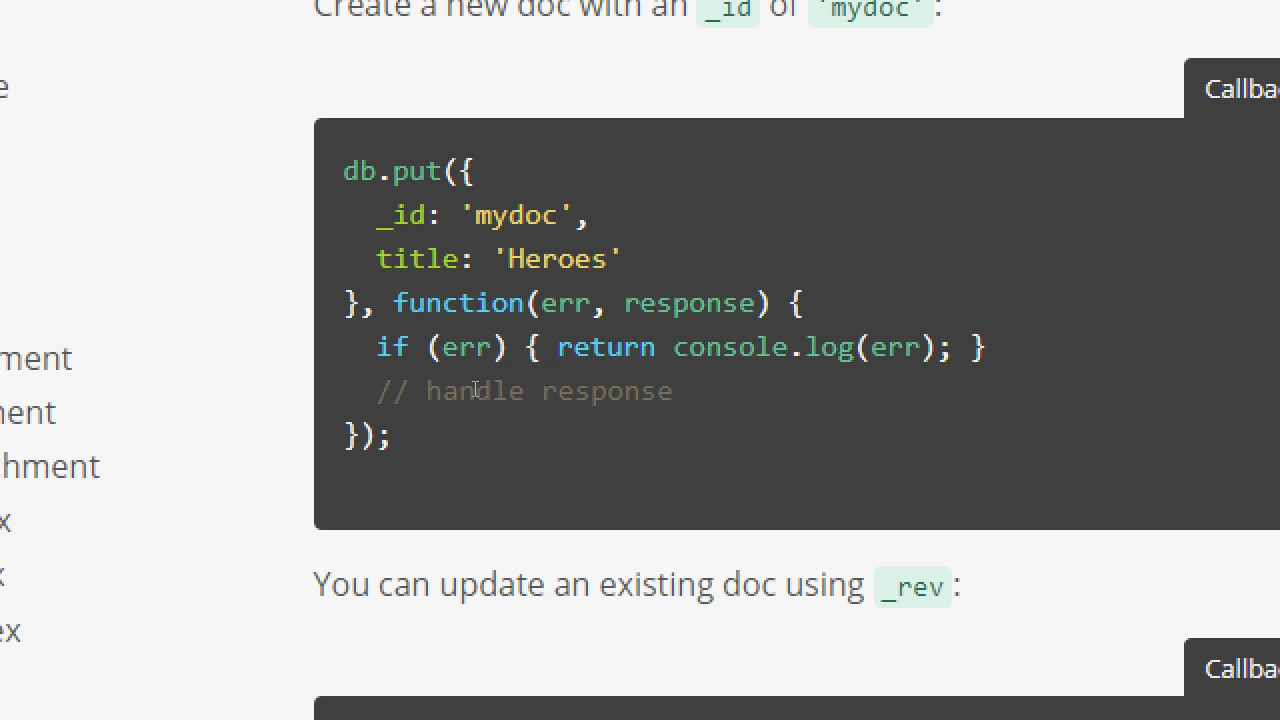 Create a new doc with an _id of 'mydoc':
e
Callba
db.put({
  _id: 'mydoc',
  title: 'Heroes'
}, function(err, response) {
  if (err) { return console.log(err); }
  // handle response
});
ment
nent
hment
x
x
ex
You can update an existing doc using _rev:
Callba